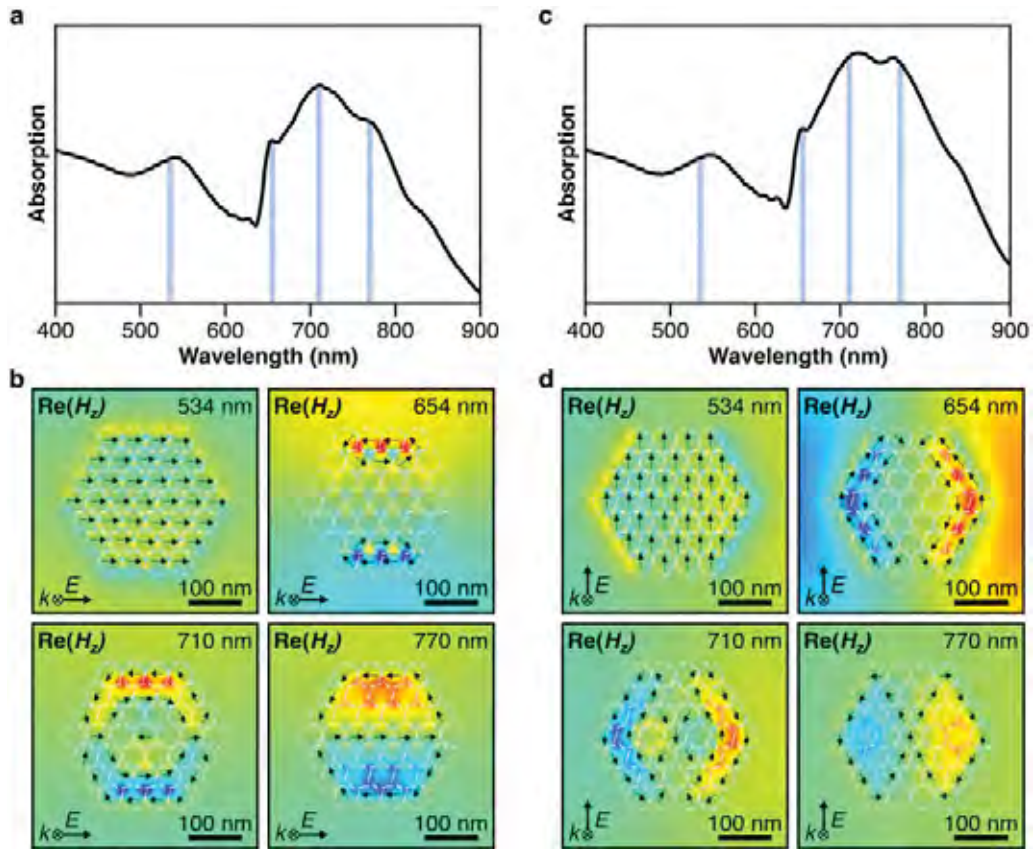 a
Absorption
400 500 600 700 800 900
Wavelength (nm)
c
Absorption
400 500 600 700 800 900
Wavelength (nm)
b
Re(Hz) 534 nm
k⊗ E 100 nm
Re(Hz) 654 nm
k⊗ E 100 nm
Re(Hz) 710 nm
k⊗ E 100 nm
Re(Hz) 770 nm
k⊗ E 100 nm
d
Re(Hz) 534 nm
k⊗ E 100 nm
Re(Hz) 654 nm
k⊗ E 100 nm
Re(Hz) 710 nm
k⊗ E 100 nm
Re(Hz) 770 nm
k⊗ E 100 nm